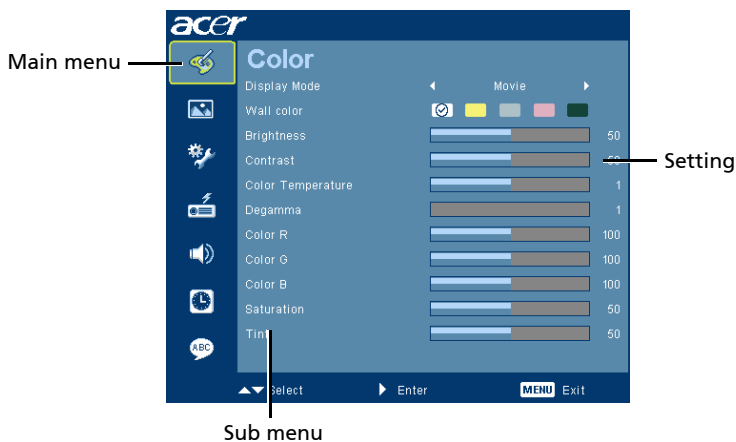 acer
Main menu
Color
Display Mode Movie
Wall color
Brightness 50
Contrast 50
Setting
Color Temperature 1
Degamma 1
Color R 100
Color G 100
Color B 100
Saturation 50
Tint 50
ABC
Select Enter MENU Exit
Sub menu